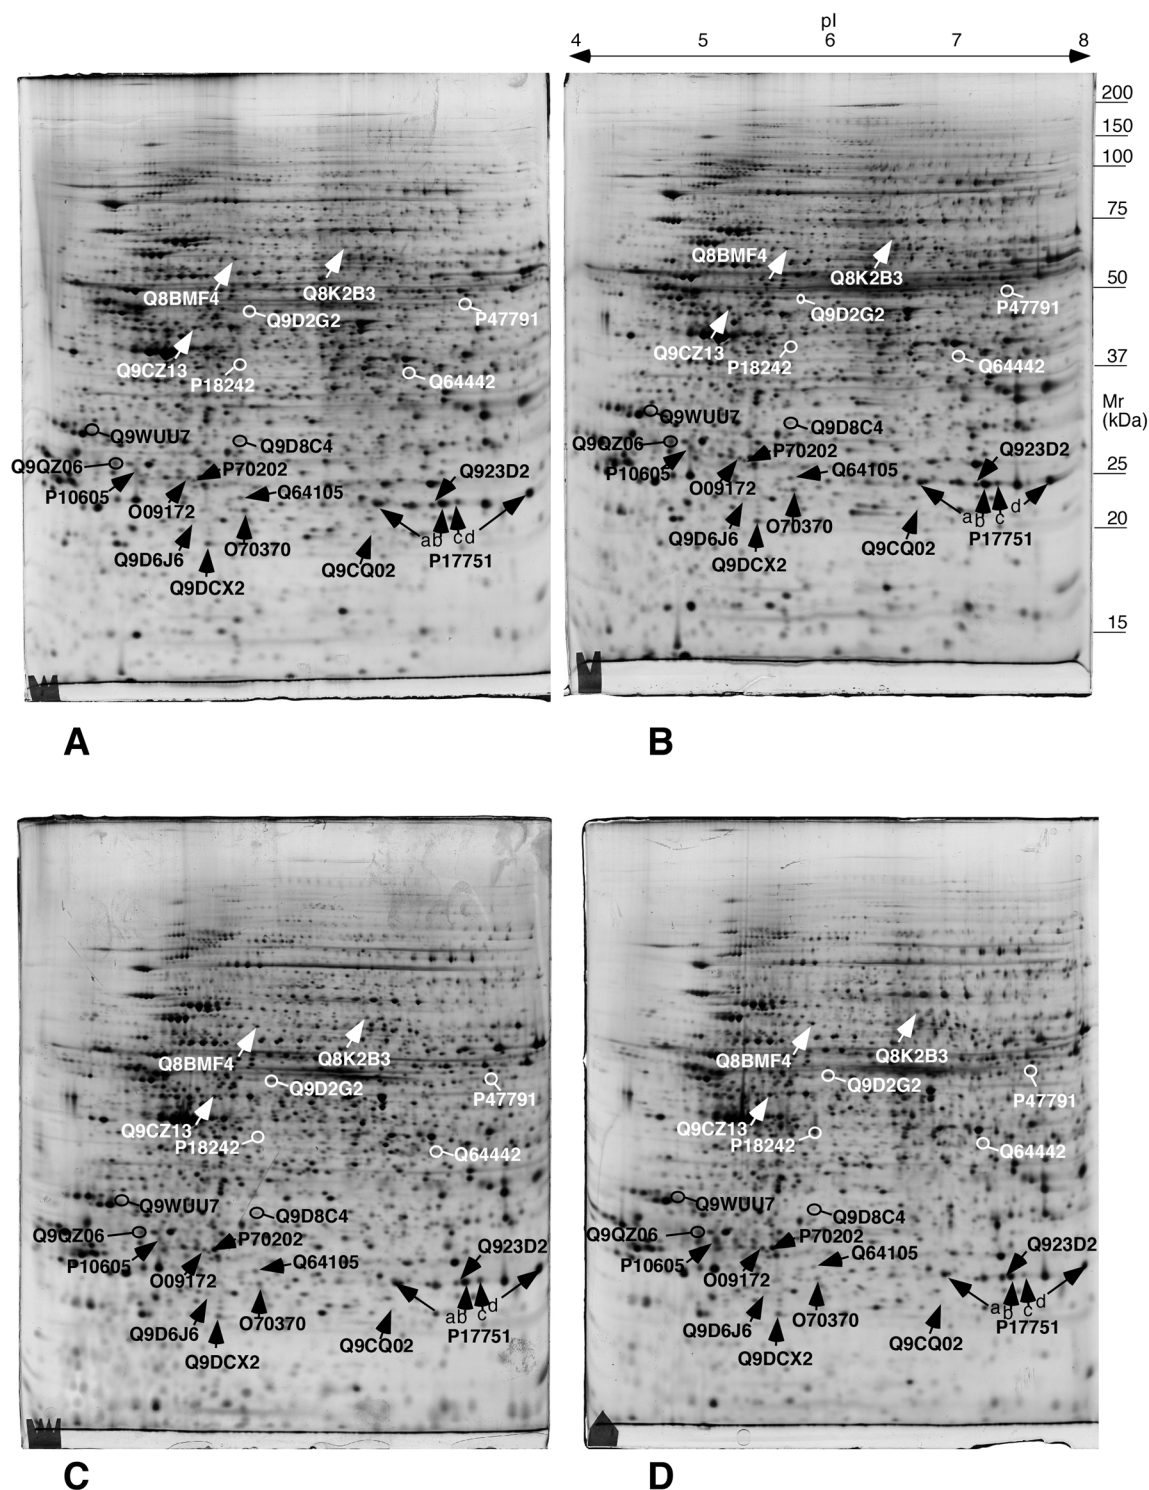 pI
4 5 6 7 8
200
150
100
75
50
37
Mr
(kDa)
25
20
15
Q8BMF4
Q8K2B3
Q9D2G2
P47791
Q9CZ13
P18242
Q64442
Q9WUU7
Q9D8C4
Q9QZ06
P70202
Q923D2
P10605
Q64105
O09172
ab cd
Q9D6J6
O70370
P17751
Q9CQ02
Q9DCX2
A
Q8BMF4
Q8K2B3
Q9D2G2
P47791
Q9CZ13
P18242
Q64442
Q9WUU7
Q9D8C4
Q9QZ06
P70202
Q923D2
P10605
Q64105
O09172
a b c d
Q9D6J6
O70370
P17751
Q9CQ02
Q9DCX2
B
Q8BMF4
Q8K2B3
Q9D2G2
P47791
Q9CZ13
P18242
Q64442
Q9WUU7
Q9D8C4
Q9QZ06
P70202
Q923D2
P10605
Q64105
O09172
ab c d
Q9D6J6
O70370
P17751
Q9CQ02
Q9DCX2
C
Q8BMF4
Q8K2B3
Q9D2G2
P47791
Q9CZ13
P18242
Q64442
Q9WUU7
Q9D8C4
Q9QZ06
P70202
Q923D2
P10605
Q64105
O09172
a b c d
Q9D6J6
O70370
P17751
Q9CQ02
Q9DCX2
D